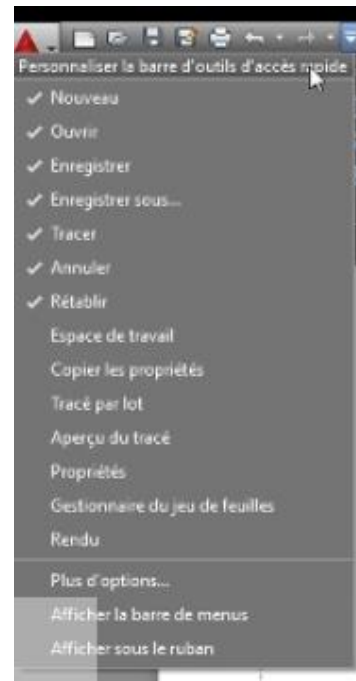 Personnaliser la barre d'outils d'accès rapide
Nouveau
Ouvrir
Enregistrer
Enregistrer sous...
Tracer
Annuler
Rétablir
Espace de travail
Copier les propriétés
Tracé par lot
Aperçu du tracé
Propriétés
Gestionnaire du jeu de feuilles
Rendu
Plus d'options...
Afficher la barre de menus
Afficher sous le ruban